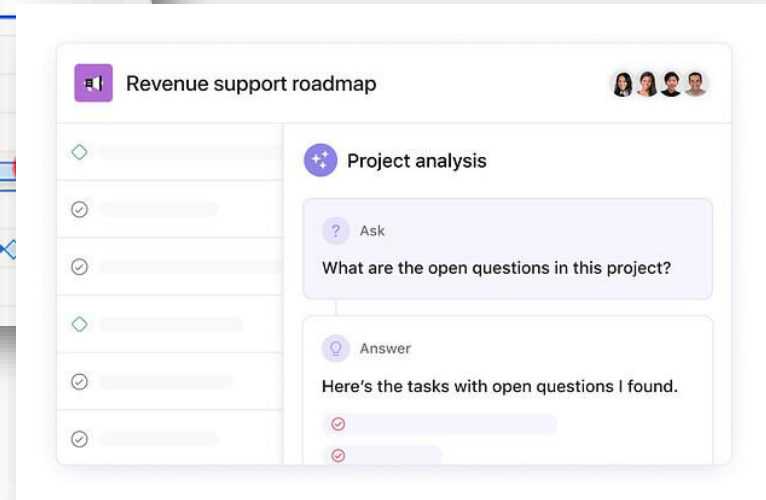 Revenue support roadmap
Project analysis
? Ask
What are the open questions in this project?
Answer
Here's the tasks with open questions I found.